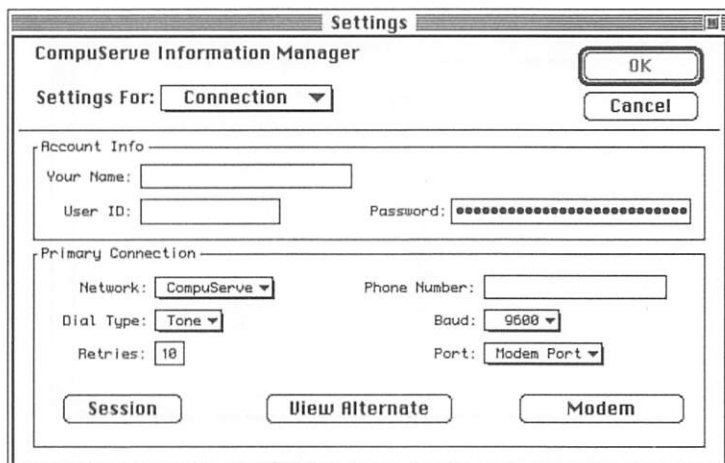 Settings
CompuServe Information Manager
OK
Settings For: Connection
Cancel
Account Info
Your Name:
User ID:
Password: ●●●●●●●●●●●●●●●●●●●●●●●●●●●
Primary Connection
Network: CompuServe
Phone Number:
Dial Type: Tone
Baud: 9600
Retries: 10
Port: Modem Port
Session
View Alternate
Modem